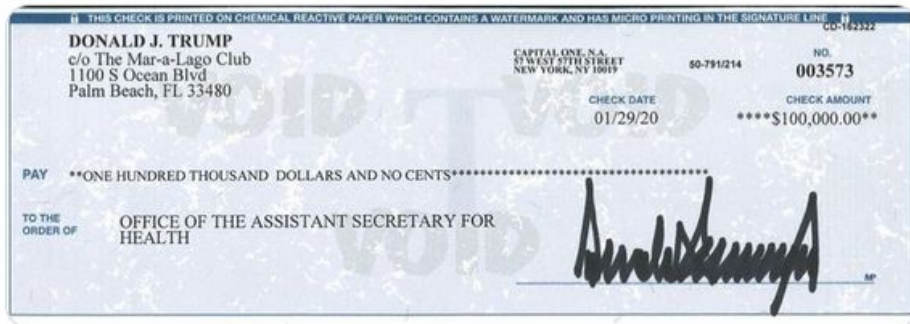 THIS CHECK IS PRINTED ON CHEMICAL REACTIVE PAPER WHICH CONTAINS A WATERMARK AND HAS MICRO PRINTING IN THE SIGNATURE LINE
CD-162322
DONALD J. TRUMP
c/o The Mar-a-Lago Club
1100 S Ocean Blvd
Palm Beach, FL 33480
CAPITAL ONE, N.A.
57 WEST 57TH STREET
NEW YORK, NY 10019
50-791/214
NO.
003573
CHECK DATE
01/29/20
CHECK AMOUNT
****$100,000.00**
VOID VOID
PAY **ONE HUNDRED THOUSAND DOLLARS AND NO CENTS****************************************
TO THE
ORDER OF
OFFICE OF THE ASSISTANT SECRETARY FOR
HEALTH
VOID
MP